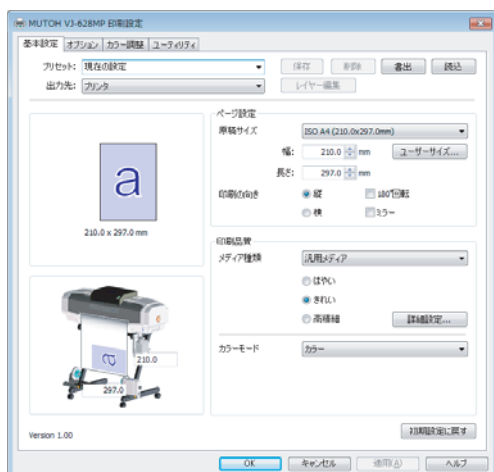 MUTOH VJ-628MP 印刷設定
基本設定 オプション カラー調整 ユーティリティ
プリセット: 現在の設定 保存 削除 書出 読込
出力先: プリンタ レイヤー編集
ページ設定
原稿サイズ ISO A4 (210.0x297.0mm)
幅: 210.0 mm ユーザーサイズ...
長さ: 297.0 mm
印刷の向き 縦 180°回転
横 ミラー
a
210.0 x 297.0 mm
印刷品質
メディア種類 汎用メディア
はやい
きれい
高精細 詳細設定...
カラーモード カラー
a
210.0
297.0
Version 1.00 初期設定に戻す
OK キャンセル 適用(A) ヘルプ